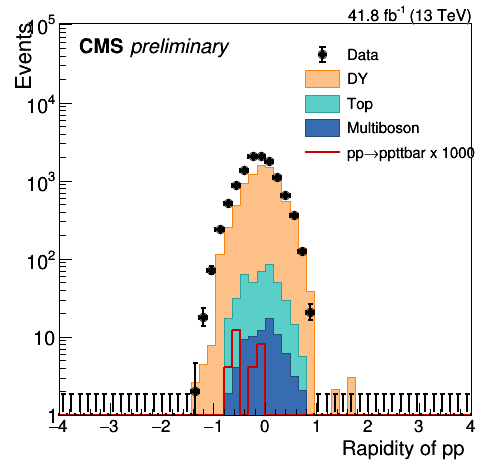 41.8 fb⁻¹ (13 TeV)
CMS preliminary
Data
DY
Top
Multiboson
pp→ppttbar x 1000
Events
10⁵
10⁴
10³
10²
10
1
−4 −3 −2 −1 0 1 2 3 4
Rapidity of pp